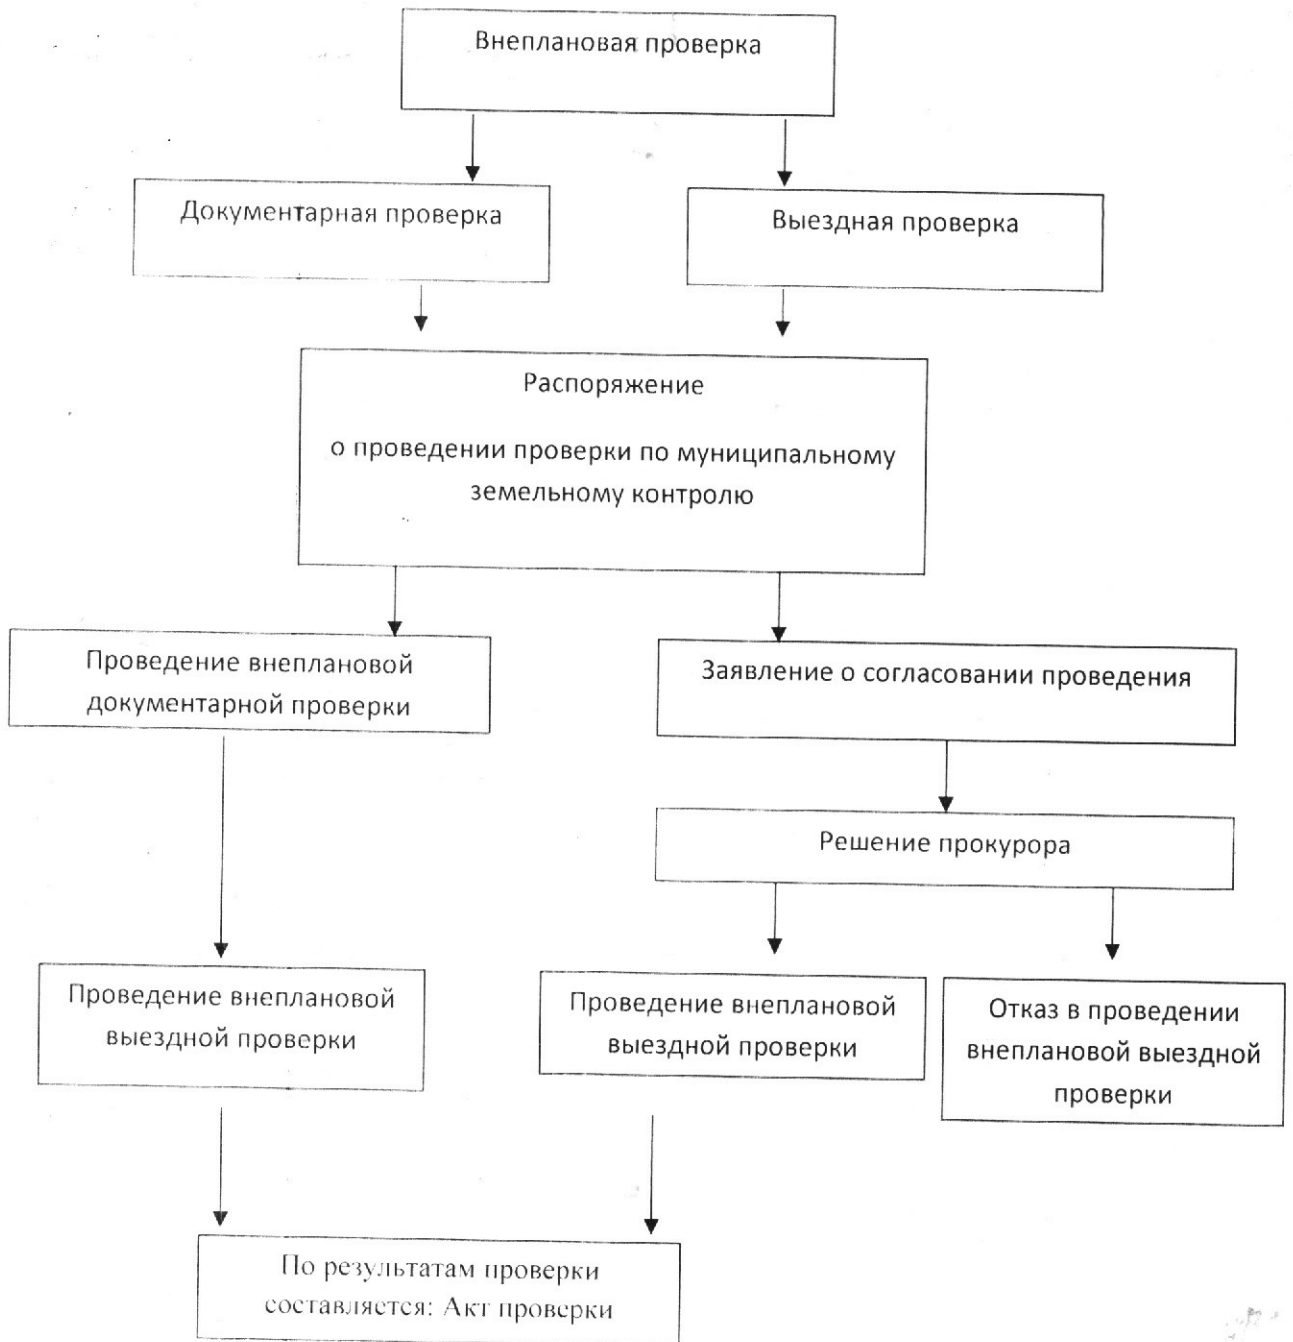 Внеплановая проверка
Документарная проверка
Выездная проверка
Распоряжение
о проведении проверки по муниципальному
земельному контролю
Проведение внеплановой
документарной проверки
Заявление о согласовании проведения
Решение прокурора
Проведение внеплановой
выездной проверки
Проведение внеплановой
выездной проверки
Отказ в проведении
внеплановой выездной
проверки
По результатам проверки
составляется: Акт проверки